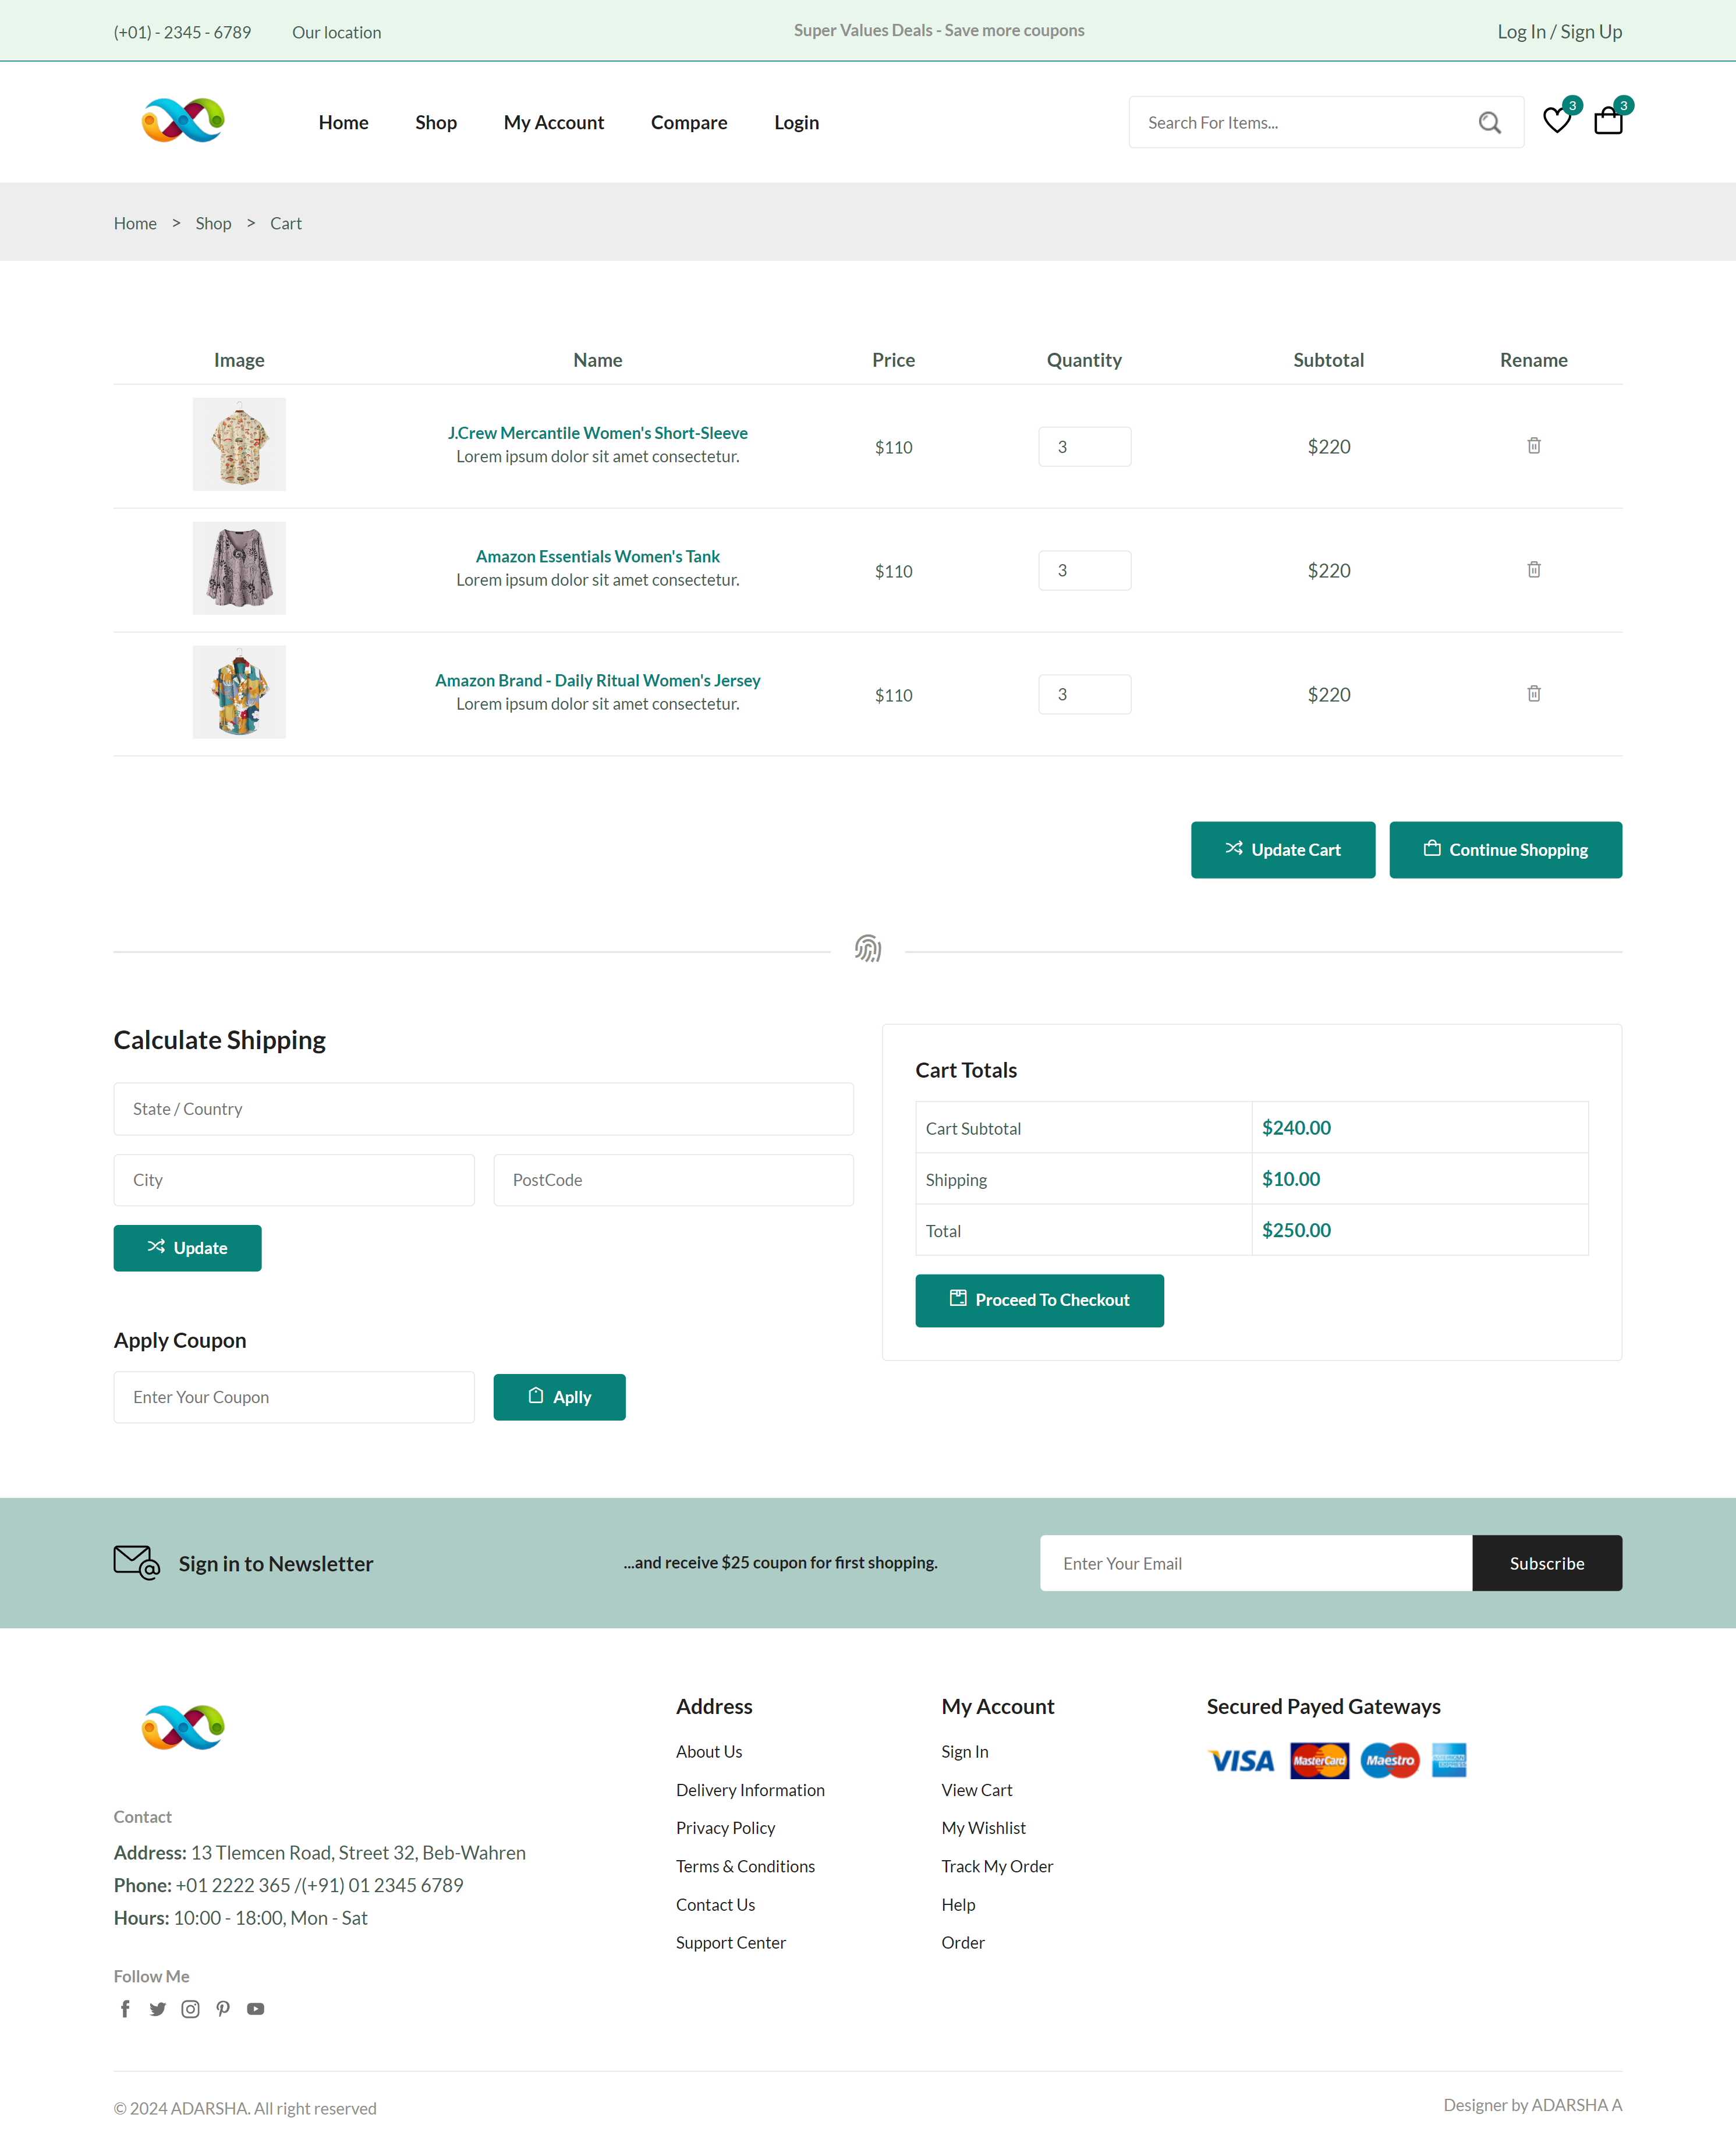 (+01) - 2345 - 6789 Our location Super Values Deals - Save more coupons Log In / Sign Up
Home Shop My Account Compare Login Search For Items... 3 3
Home > Shop > Cart
Image Name Price Quantity Subtotal Rename
J.Crew Mercantile Women's Short-Sleeve
Lorem ipsum dolor sit amet consectetur.
$110 3 $220
Amazon Essentials Women's Tank
Lorem ipsum dolor sit amet consectetur.
$110 3 $220
Amazon Brand - Daily Ritual Women's Jersey
Lorem ipsum dolor sit amet consectetur.
$110 3 $220
Update Cart Continue Shopping
Calculate Shipping
State / Country
City PostCode
Update
Apply Coupon
Enter Your Coupon Aplly
Cart Totals
Cart Subtotal $240.00
Shipping $10.00
Total $250.00
Proceed To Checkout
Sign in to Newsletter ...and receive $25 coupon for first shopping. Enter Your Email Subscribe
Contact
Address: 13 Tlemcen Road, Street 32, Beb-Wahren
Phone: +01 2222 365 /(+91) 01 2345 6789
Hours: 10:00 - 18:00, Mon - Sat
Follow Me
Address
About Us
Delivery Information
Privacy Policy
Terms & Conditions
Contact Us
Support Center
My Account
Sign In
View Cart
My Wishlist
Track My Order
Help
Order
Secured Payed Gateways
VISA MasterCard Maestro AMERICAN EXPRESS
© 2024 ADARSHA. All right reserved Designer by ADARSHA A